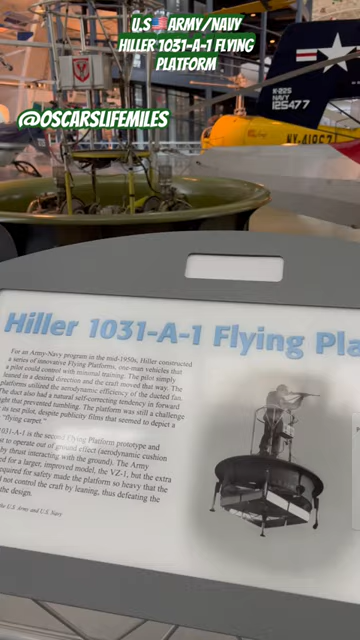 U.S🇺🇸ARMY/NAVY
HILLER 1031-A-1 FLYING
PLATFORM
@OSCARSLIFEMILES
K-225
NAVY
125477
Hiller 1031-A-1 Flying Pla
For an Army-Navy program in the mid-1950s, Hiller constructed
a series of innovative Flying Platforms, one-man vehicles that
a pilot could control with minimal training. The pilot simply
leaned in a desired direction and the craft moved that way. The
platforms utilized the aerodynamic efficiency of the ducted fan.
The duct also had a natural self-correcting tendency in forward
ight that prevented tumbling. The platform was still a challenge
its test pilot, despite publicity films that seemed to depict a
"flying carpet."
1031-A-1 is the second Flying Platform prototype and
st to operate out of ground effect (aerodynamic cushion
by thrust interacting with the ground). The Army
ed for a larger, improved model, the VZ-1, but the extra
equired for safety made the platform so heavy that the
d not control the craft by leaning, thus defeating the
the design.
the U.S. Army and U.S. Navy